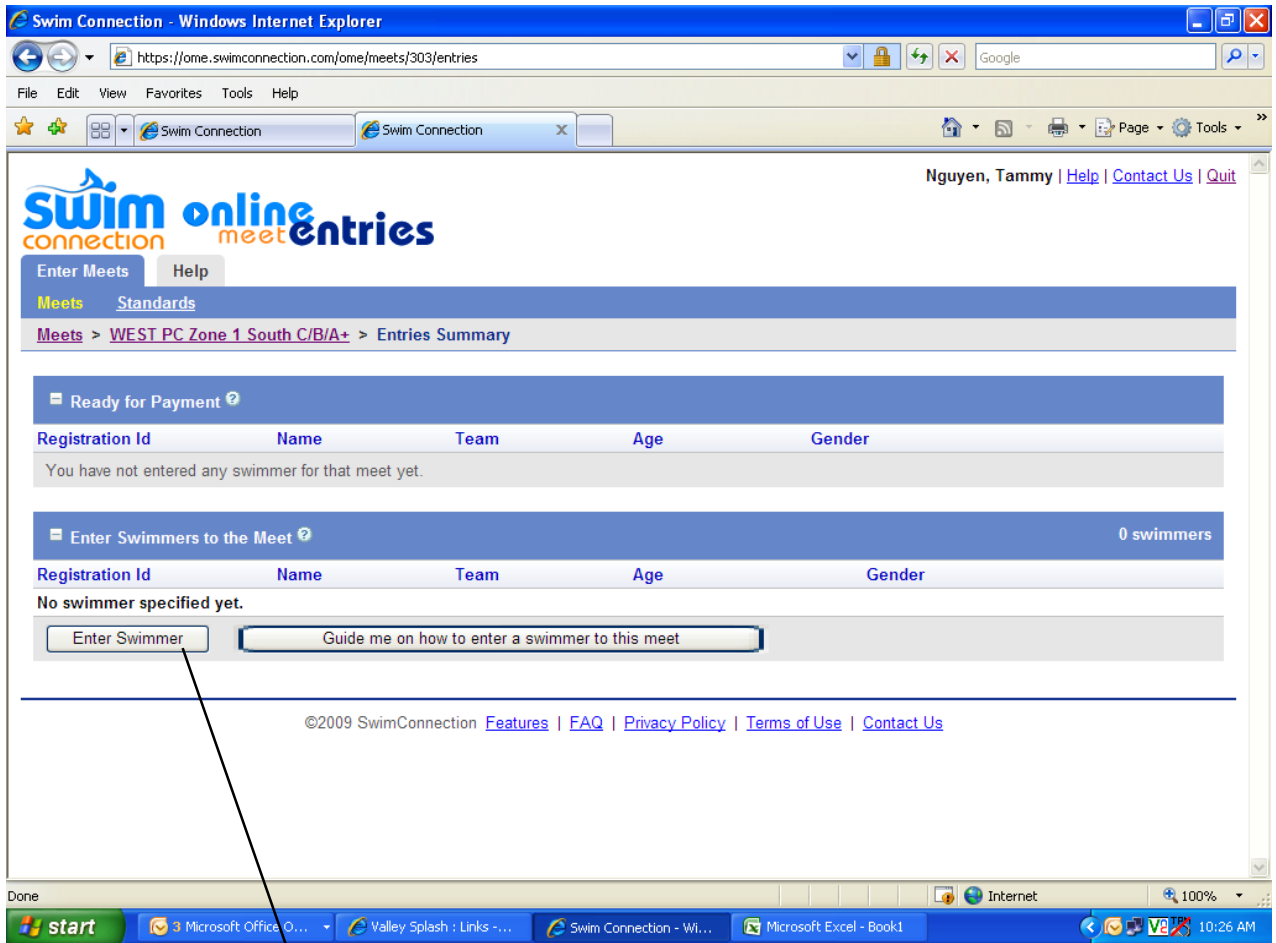 Swim Connection - Windows Internet Explorer
https://ome.swimconnection.com/ome/meets/303/entries
Google
File Edit View Favorites Tools Help
Swim Connection
Swim Connection
Page
Tools
Nguyen, Tammy | Help | Contact Us | Quit
swim connection online meet entries
Enter Meets Help
Meets Standards
Meets > WEST PC Zone 1 South C/B/A+ > Entries Summary
Ready for Payment
Registration Id Name Team Age Gender
You have not entered any swimmer for that meet yet.
Enter Swimmers to the Meet 0 swimmers
Registration Id Name Team Age Gender
No swimmer specified yet.
Enter Swimmer Guide me on how to enter a swimmer to this meet
©2009 SwimConnection Features | FAQ | Privacy Policy | Terms of Use | Contact Us
Done Internet 100%
start 3 Microsoft Office O... Valley Splash : Links -... Swim Connection - Wi... Microsoft Excel - Book1 10:26 AM